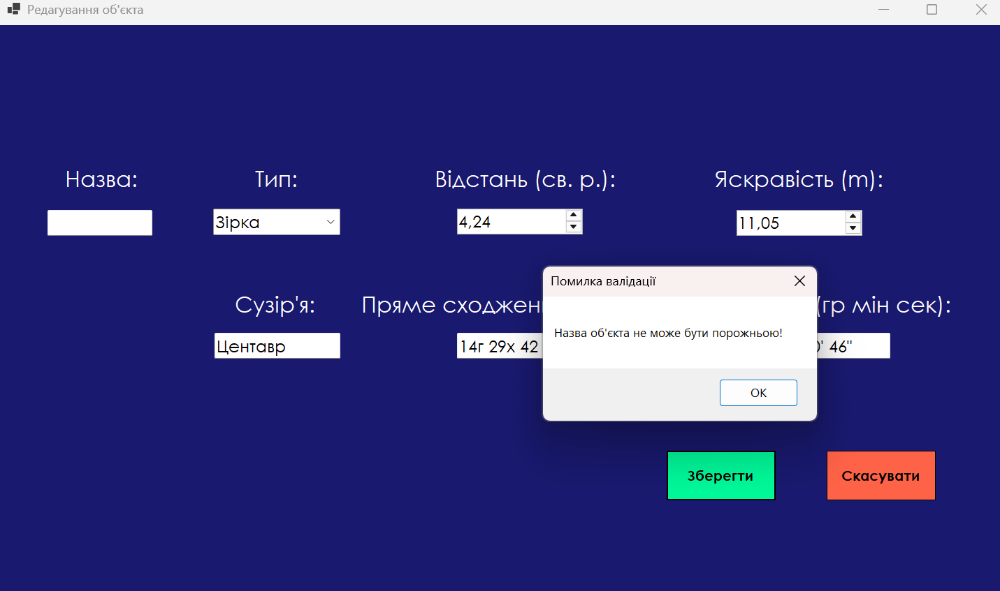 Редагування об'єкта
Назва:
Тип:
Відстань (св. р.):
Яскравість (m):
Зірка
4,24
11,05
Помилка валідації
Сузір'я:
Пряме
(гр мін сек):
Назва об'єкта не може бути порожньою!
Центавр
14г 29х 42
46"
OK
Зберегти
Скасувати